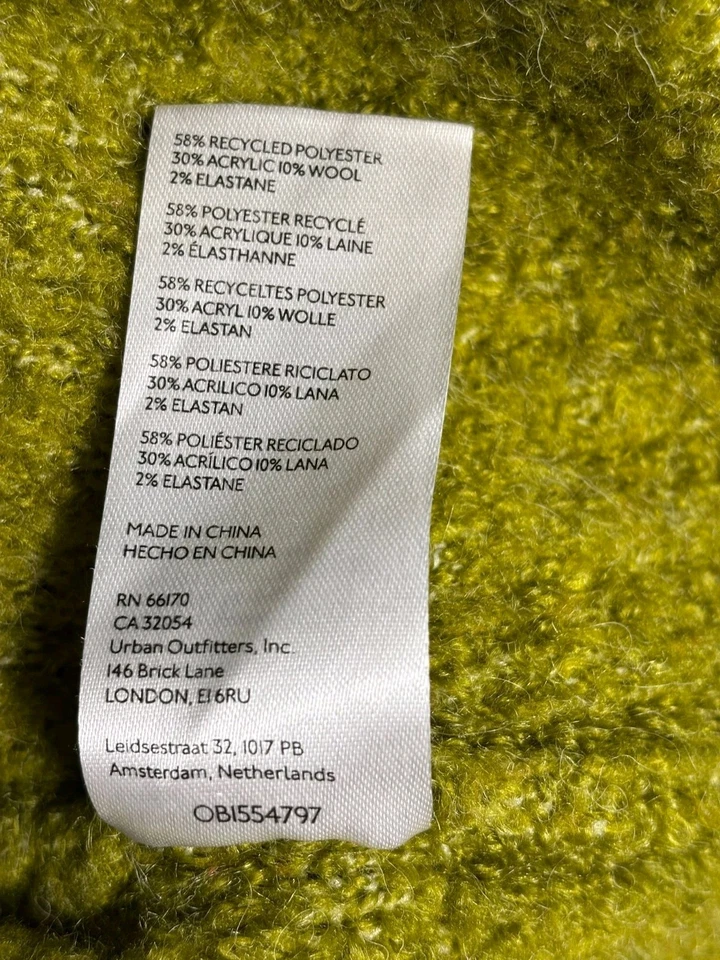 58% RECYCLED POLYESTER
30% ACRYLIC 10% WOOL
2% ELASTANE
58% POLYESTER RECYCLÉ
30% ACRYLIQUE 10% LAINE
2% ÉLASTHANNE
58% RECYCELTES POLYESTER
30% ACRYL 10% WOLLE
2% ELASTAN
58% POLIESTERE RICICLATO
30% ACRILICO 10% LANA
2% ELASTAN
58% POLIÉSTER RECICLADO
30% ACRÍLICO 10% LANA
2% ELASTANE
MADE IN CHINA
HECHO EN CHINA
RN 66170
CA 32054
Urban Outfitters, Inc.
146 Brick Lane
LONDON, E1 6RU
Leidsestraat 32, 1017 PB
Amsterdam, Netherlands
OB1554797